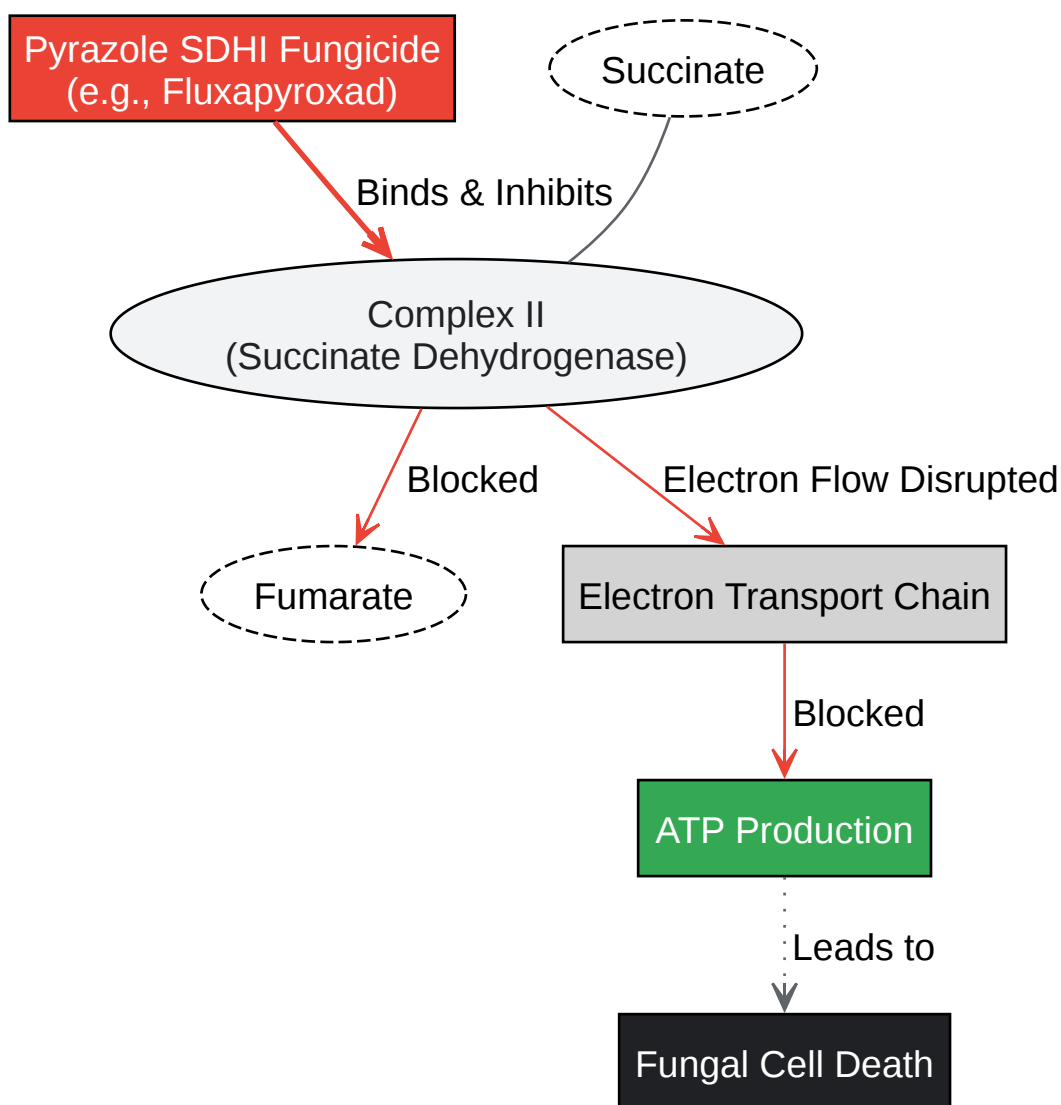 Pyrazole SDHI Fungicide
(e.g., Fluxapyroxad)
Succinate
Binds & Inhibits
Complex II
(Succinate Dehydrogenase)
Blocked
Electron Flow Disrupted
Fumarate
Electron Transport Chain
Blocked
ATP Production
Leads to
Fungal Cell Death